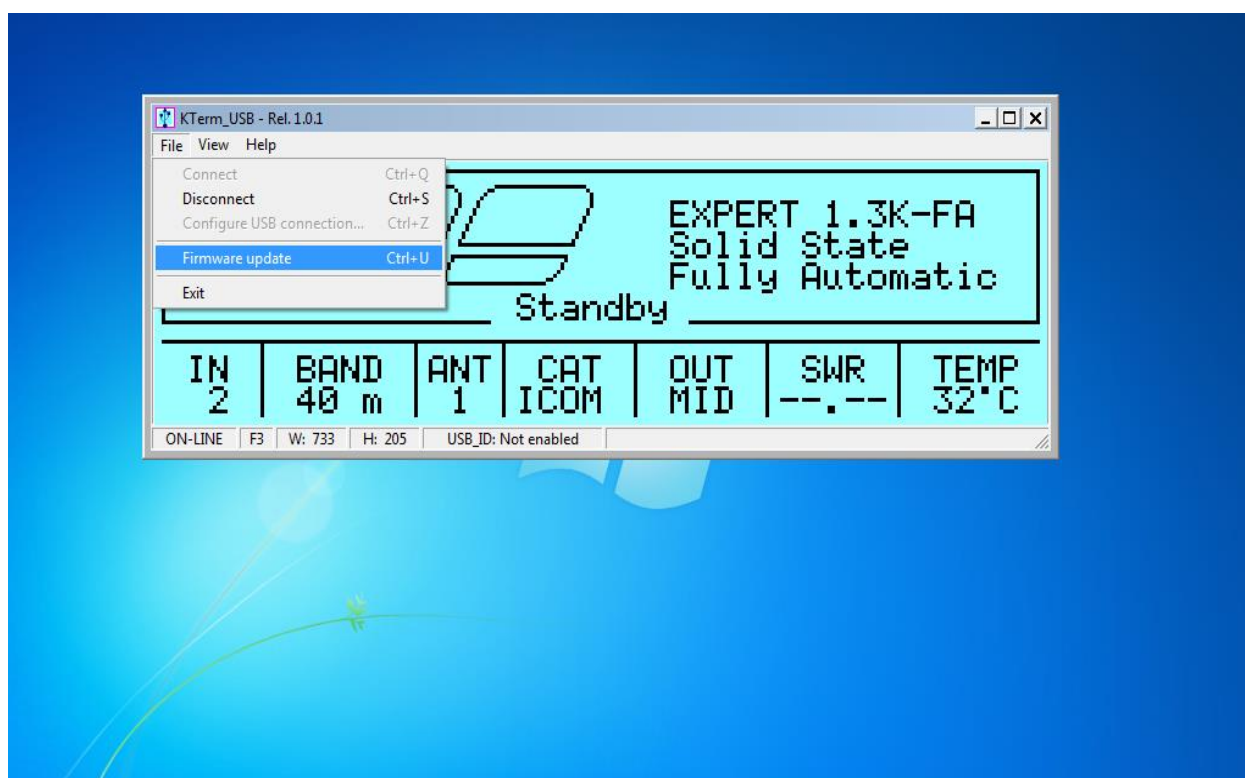 KTerm_USB - Rel. 1.0.1
File View Help
Connect Ctrl+Q
Disconnect Ctrl+S
Configure USB connection... Ctrl+Z
Firmware update Ctrl+U
Exit
EXPERT 1.3K-FA
Solid State
Fully Automatic
Standby
IN BAND ANT CAT OUT SWR TEMP
2 40 m 1 ICOM MID --.-- 32°C
ON-LINE F3 W: 733 H: 205 USB_ID: Not enabled